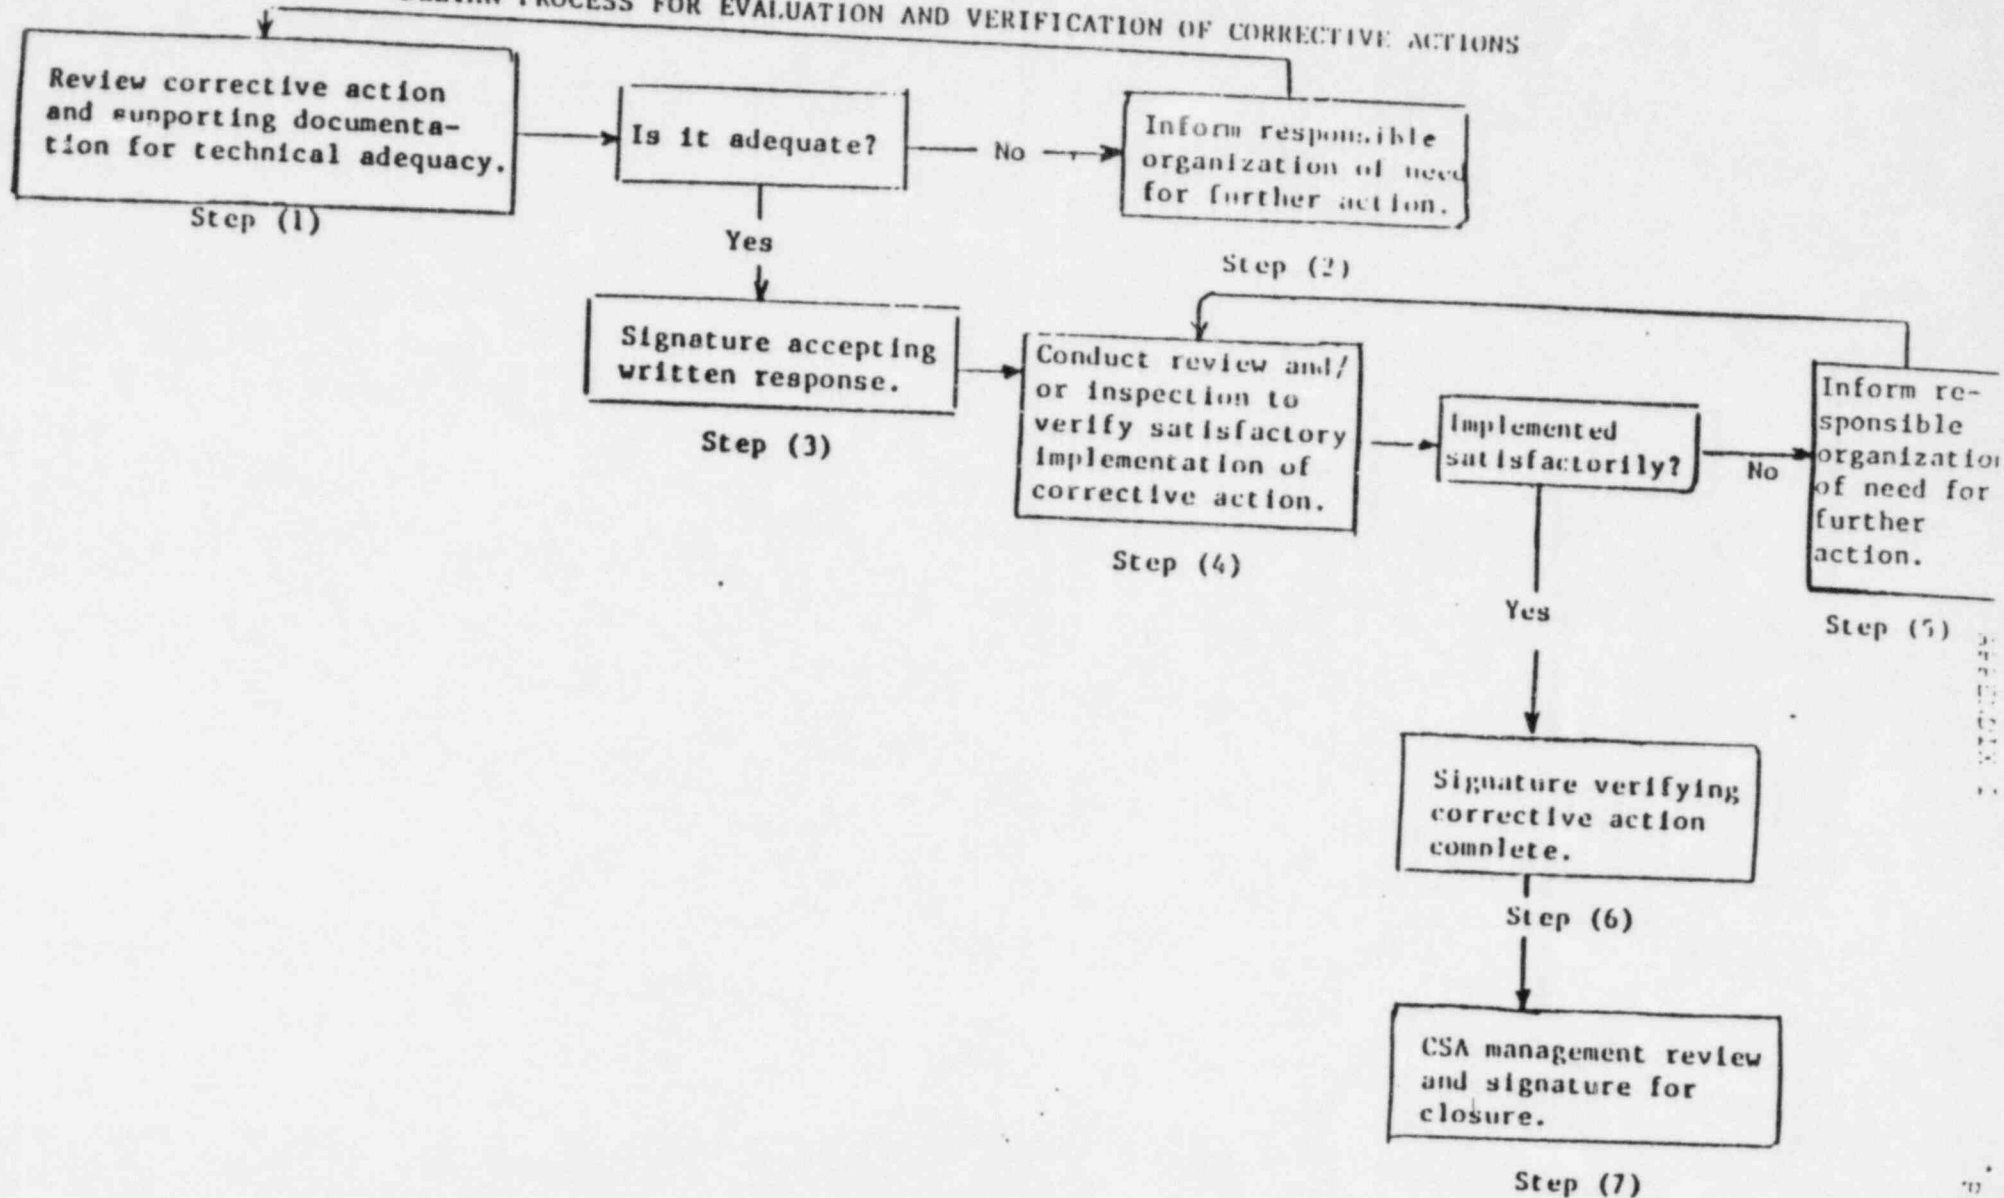 PROCESS FOR EVALUATION AND VERIFICATION OF CORRECTIVE ACTIONS
Review corrective action
and supporting documenta-
tion for technical adequacy.
Step (1)
Is it adequate?
No
Inform responsible
organization of need
for further action.
Step (2)
Yes
Signature accepting
written response.
Step (3)
Conduct review and/
or inspection to
verify satisfactory
implementation of
corrective action.
Step (4)
Implemented
satisfactorily?
No
Inform re-
sponsible
organization
of need for
further
action.
Step (5)
Yes
Signature verifying
corrective action
complete.
Step (6)
CSA management review
and signature for
closure.
Step (7)